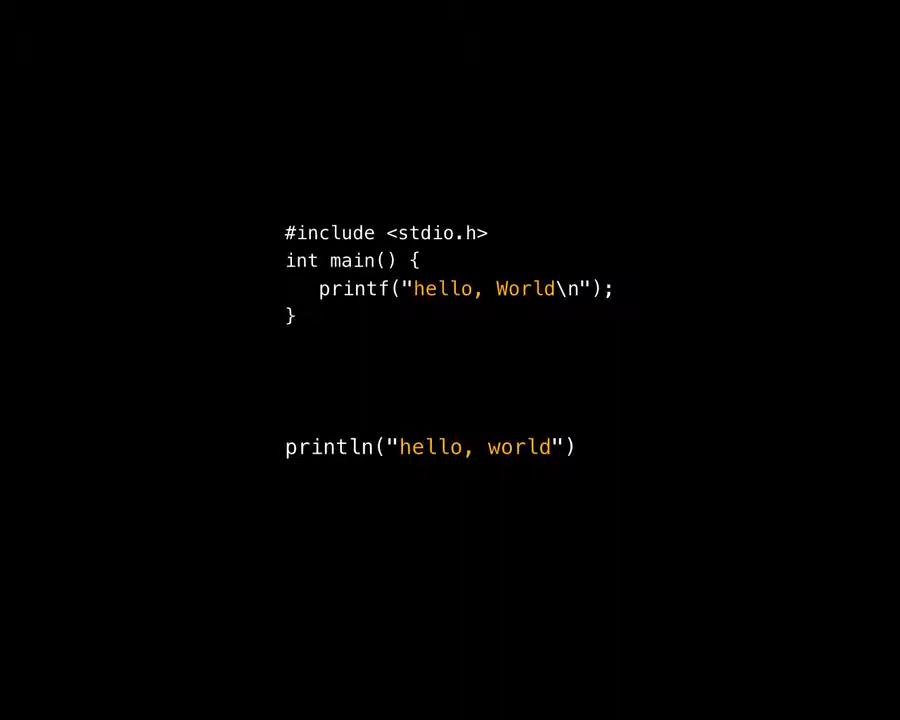 #include <stdio.h>
int main() {
   printf("hello, World\n");
}
println("hello, world")